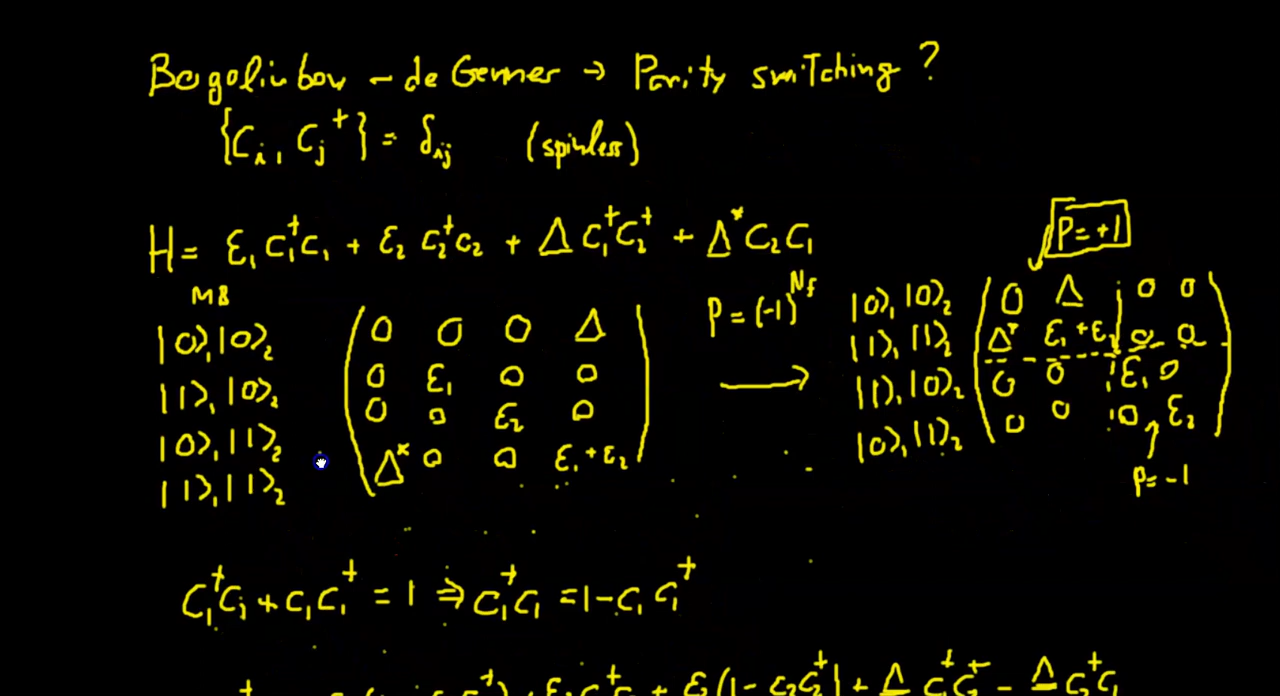 Bogoliubov - de Gennes → Parity switching ?
{C_i, C_j^†} = δ_ij (spinless)
H = ε_1 C_1^† C_1 + ε_2 C_2^† C_2 + Δ C_1^† C_2^† + Δ^* C_2 C_1
P = +1
MB
P = (-1)^{N_f}
|0⟩_1 |0⟩_2
|1⟩_1 |0⟩_2
|0⟩_1 |1⟩_2
|1⟩_1 |1⟩_2
( 0 0 0 Δ
0 ε_1 0 0
0 0 ε_2 0
Δ^* 0 0 ε_1 + ε_2 )
→
|0⟩_1 |0⟩_2 ( 0 Δ 0 0
|1⟩_1 |1⟩_2 Δ^* ε_1 + ε_2 0 0
|1⟩_1 |0⟩_2 0 0 ε_1 0
|0⟩_1 |1⟩_2 0 0 0 ε_2 )
P = -1
C_1^† C_1 + C_1 C_1^† = 1 ⇒ C_1^† C_1 = 1 - C_1 C_1^†